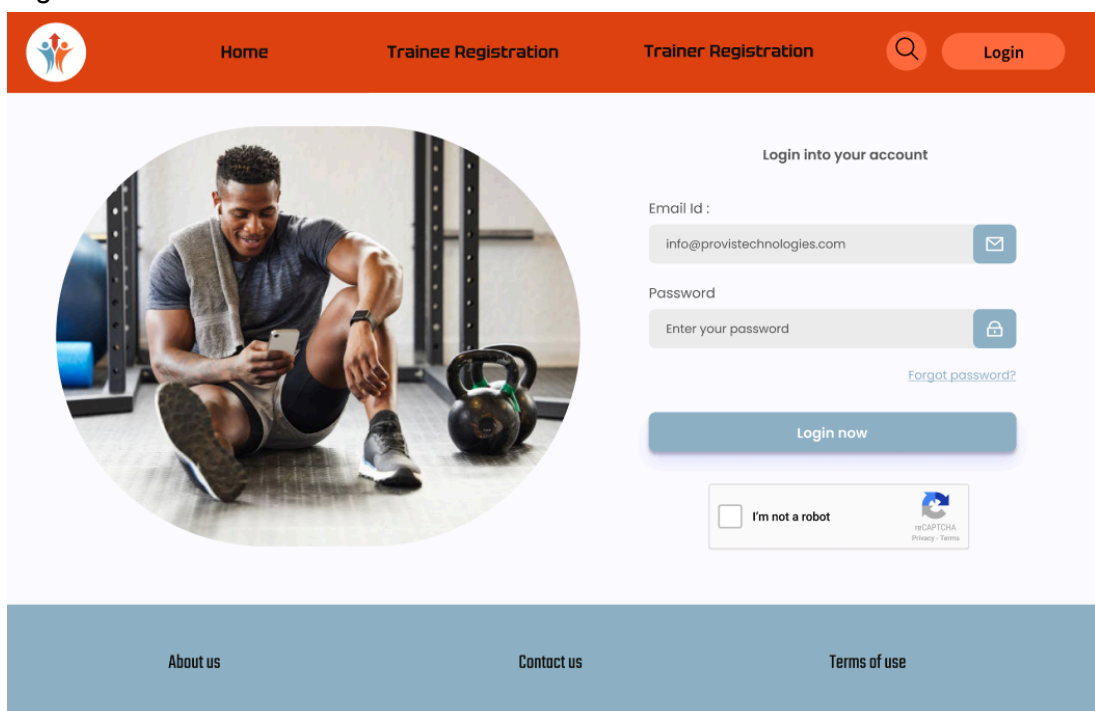 Home
Trainee Registration
Trainer Registration
Login
Login into your account
Email Id :
info@provistechnologies.com
Password
Enter your password
Forgot password?
Login now
I'm not a robot
reCAPTCHA
Privacy - Terms
About us
Contact us
Terms of use